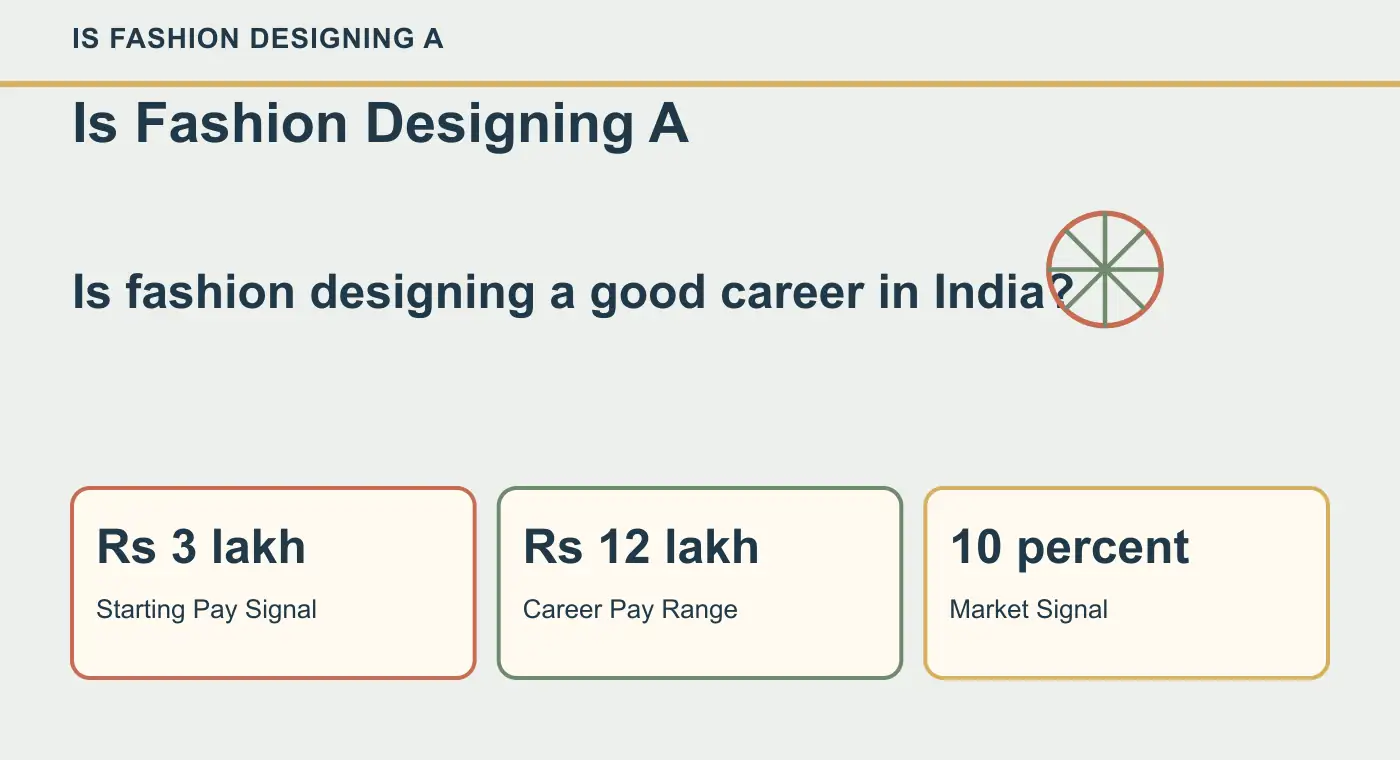 IS FASHION DESIGNING A
Is Fashion Designing A
Is fashion designing a good career in India?
Rs 3 lakh
Starting Pay Signal
Rs 12 lakh
Career Pay Range
10 percent
Market Signal